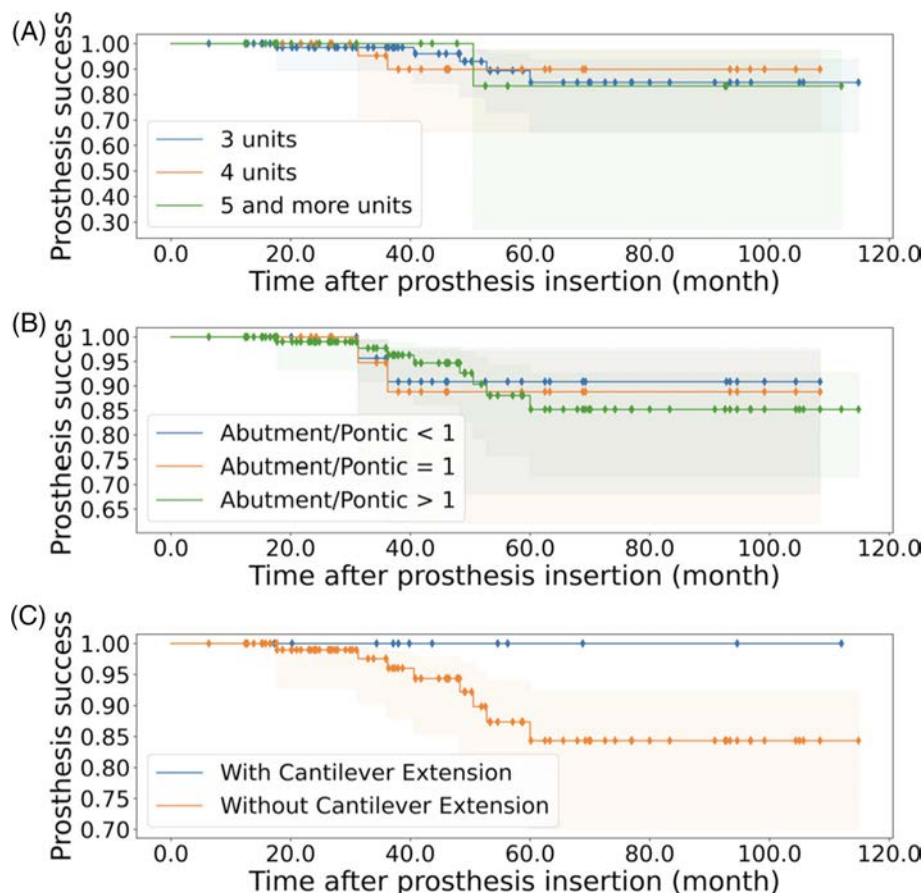 (A)
Prosthesis success
1.00
0.90
0.80
0.70
0.60
0.50
0.40
0.30
3 units
4 units
5 and more units
0.0 20.0 40.0 60.0 80.0 100.0 120.0
Time after prosthesis insertion (month)
(B)
Prosthesis succes
1.00
0.95
0.90
0.85
0.80
0.75
0.70
0.65
Abutment/Pontic < 1
Abutment/Pontic = 1
Abutment/Pontic > 1
0.0 20.0 40.0 60.0 80.0 100.0 120.0
Time after prosthesis insertion (month)
(C)
Prosthesis success
1.00
0.95
0.90
0.85
0.80
0.75
0.70
With Cantilever Extension
Without Cantilever Extension
0.0 20.0 40.0 60.0 80.0 100.0 120.0
Time after prosthesis insertion (month)